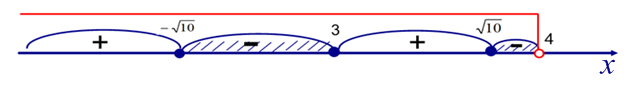 -√10 3 √10 4
+ - + - x